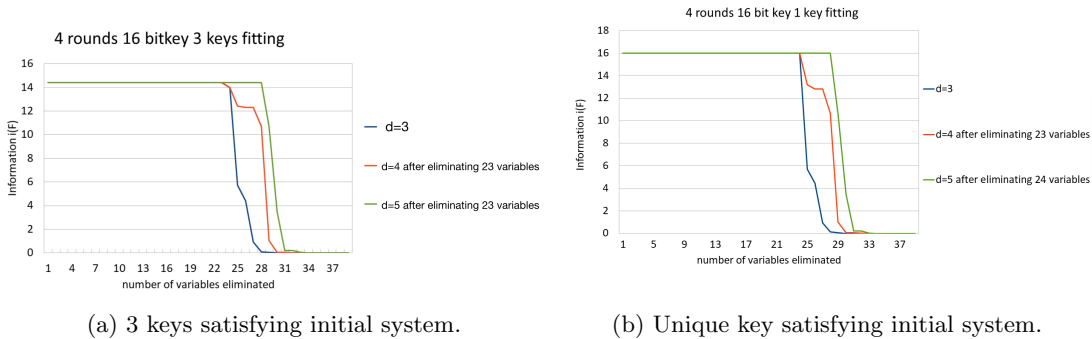 4 rounds 16 bitkey 3 keys fitting
16
14
12
10
8
6
4
2
0
Information i(F)
1 4 7 10 13 16 19 22 25 28 31 34 37
number of variables eliminated
d=3
d=4 after eliminating 23 variables
d=5 after eliminating 23 variables
(a) 3 keys satisfying initial system.
4 rounds 16 bit key 1 key fitting
18
16
14
12
10
8
6
4
2
0
Information i(F)
1 5 9 13 17 21 25 29 33 37
number of variables eliminated
d=3
d=4 after eliminating 23 variables
d=5 after eliminating 24 variables
(b) Unique key satisfying initial system.